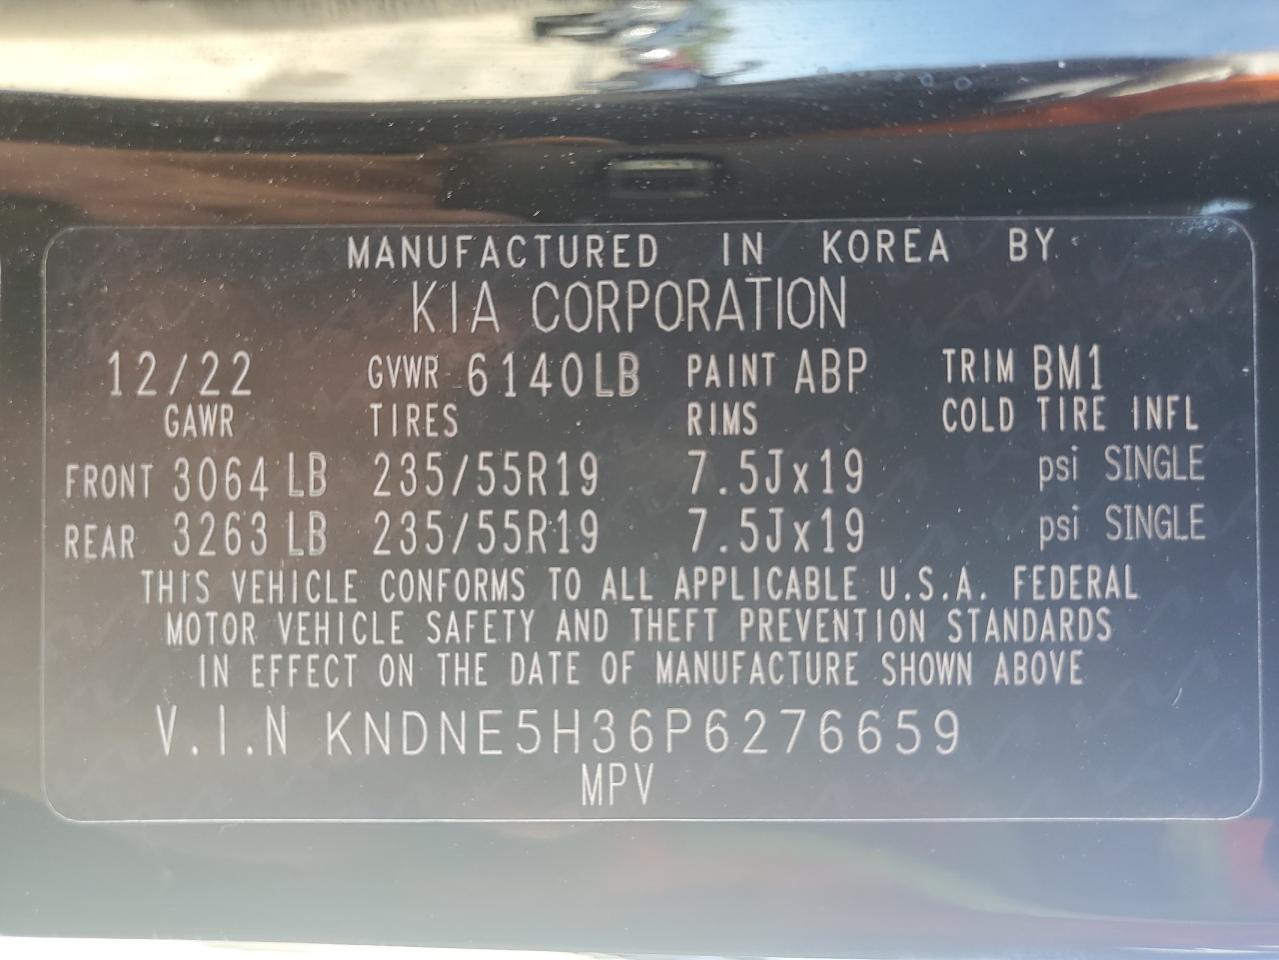 MANUFACTURED IN KOREA BY
KIA CORPORATION
12/22 GVWR 6140LB PAINT ABP TRIM BM1
GAWR TIRES RIMS COLD TIRE INFL
FRONT 3064 LB 235/55R19 7.5Jx19 psi SINGLE
REAR 3263 LB 235/55R19 7.5Jx19 psi SINGLE
THIS VEHICLE CONFORMS TO ALL APPLICABLE U.S.A. FEDERAL
MOTOR VEHICLE SAFETY AND THEFT PREVENTION STANDARDS
IN EFFECT ON THE DATE OF MANUFACTURE SHOWN ABOVE
V.I.N KNDNE5H36P6276659
MPV